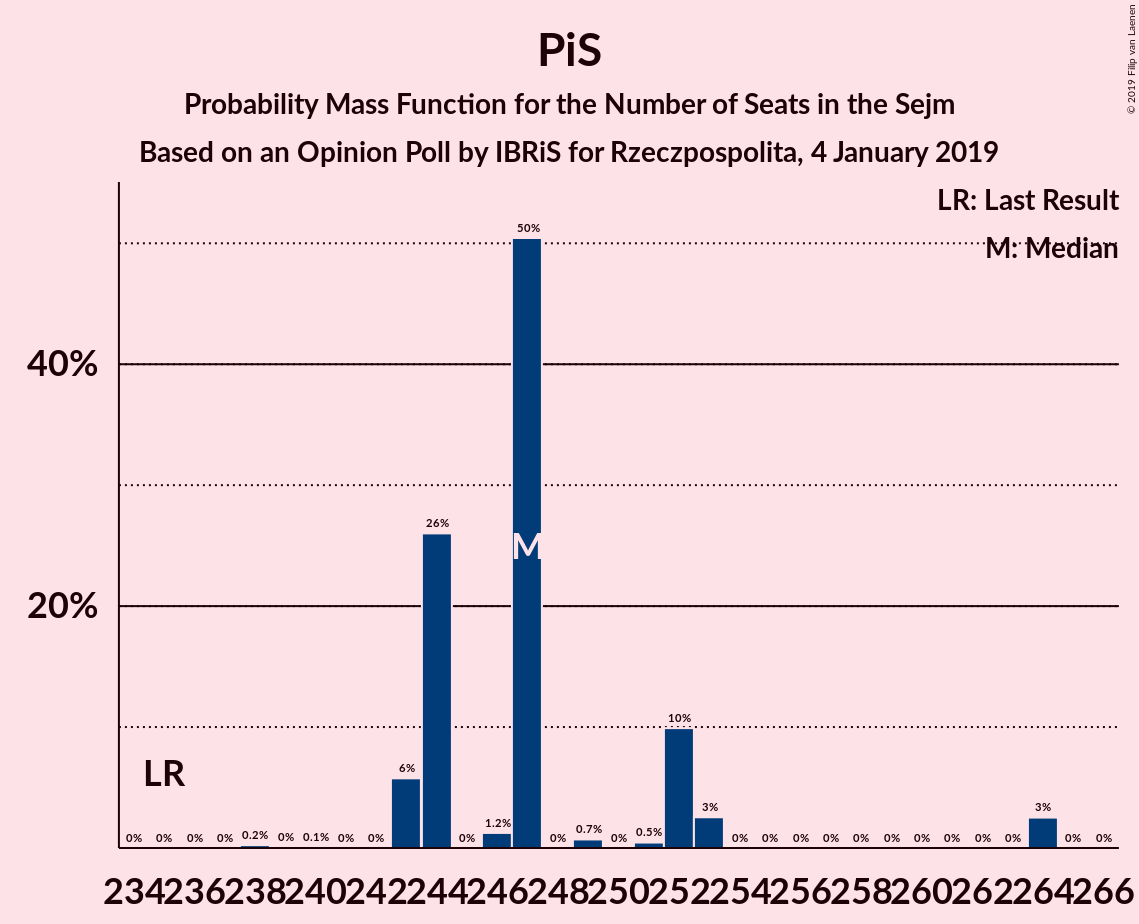 PiS
Probability Mass Function for the Number of Seats in the Sejm
Based on an Opinion Poll by IBRiS for Rzeczpospolita, 4 January 2019
© 2019 Filip van Laenen
LR: Last Result
M: Median
40%
20%
LR
M
0% 0% 0% 0% 0.2% 0% 0.1% 0% 0% 6% 26% 0% 1.2% 50% 0% 0.7% 0% 0.5% 10% 3% 0% 0% 0% 0% 0% 0% 0% 0% 0% 0% 3% 0% 0%
234 236 238 240 242 244 246 248 250 252 254 256 258 260 262 264 266